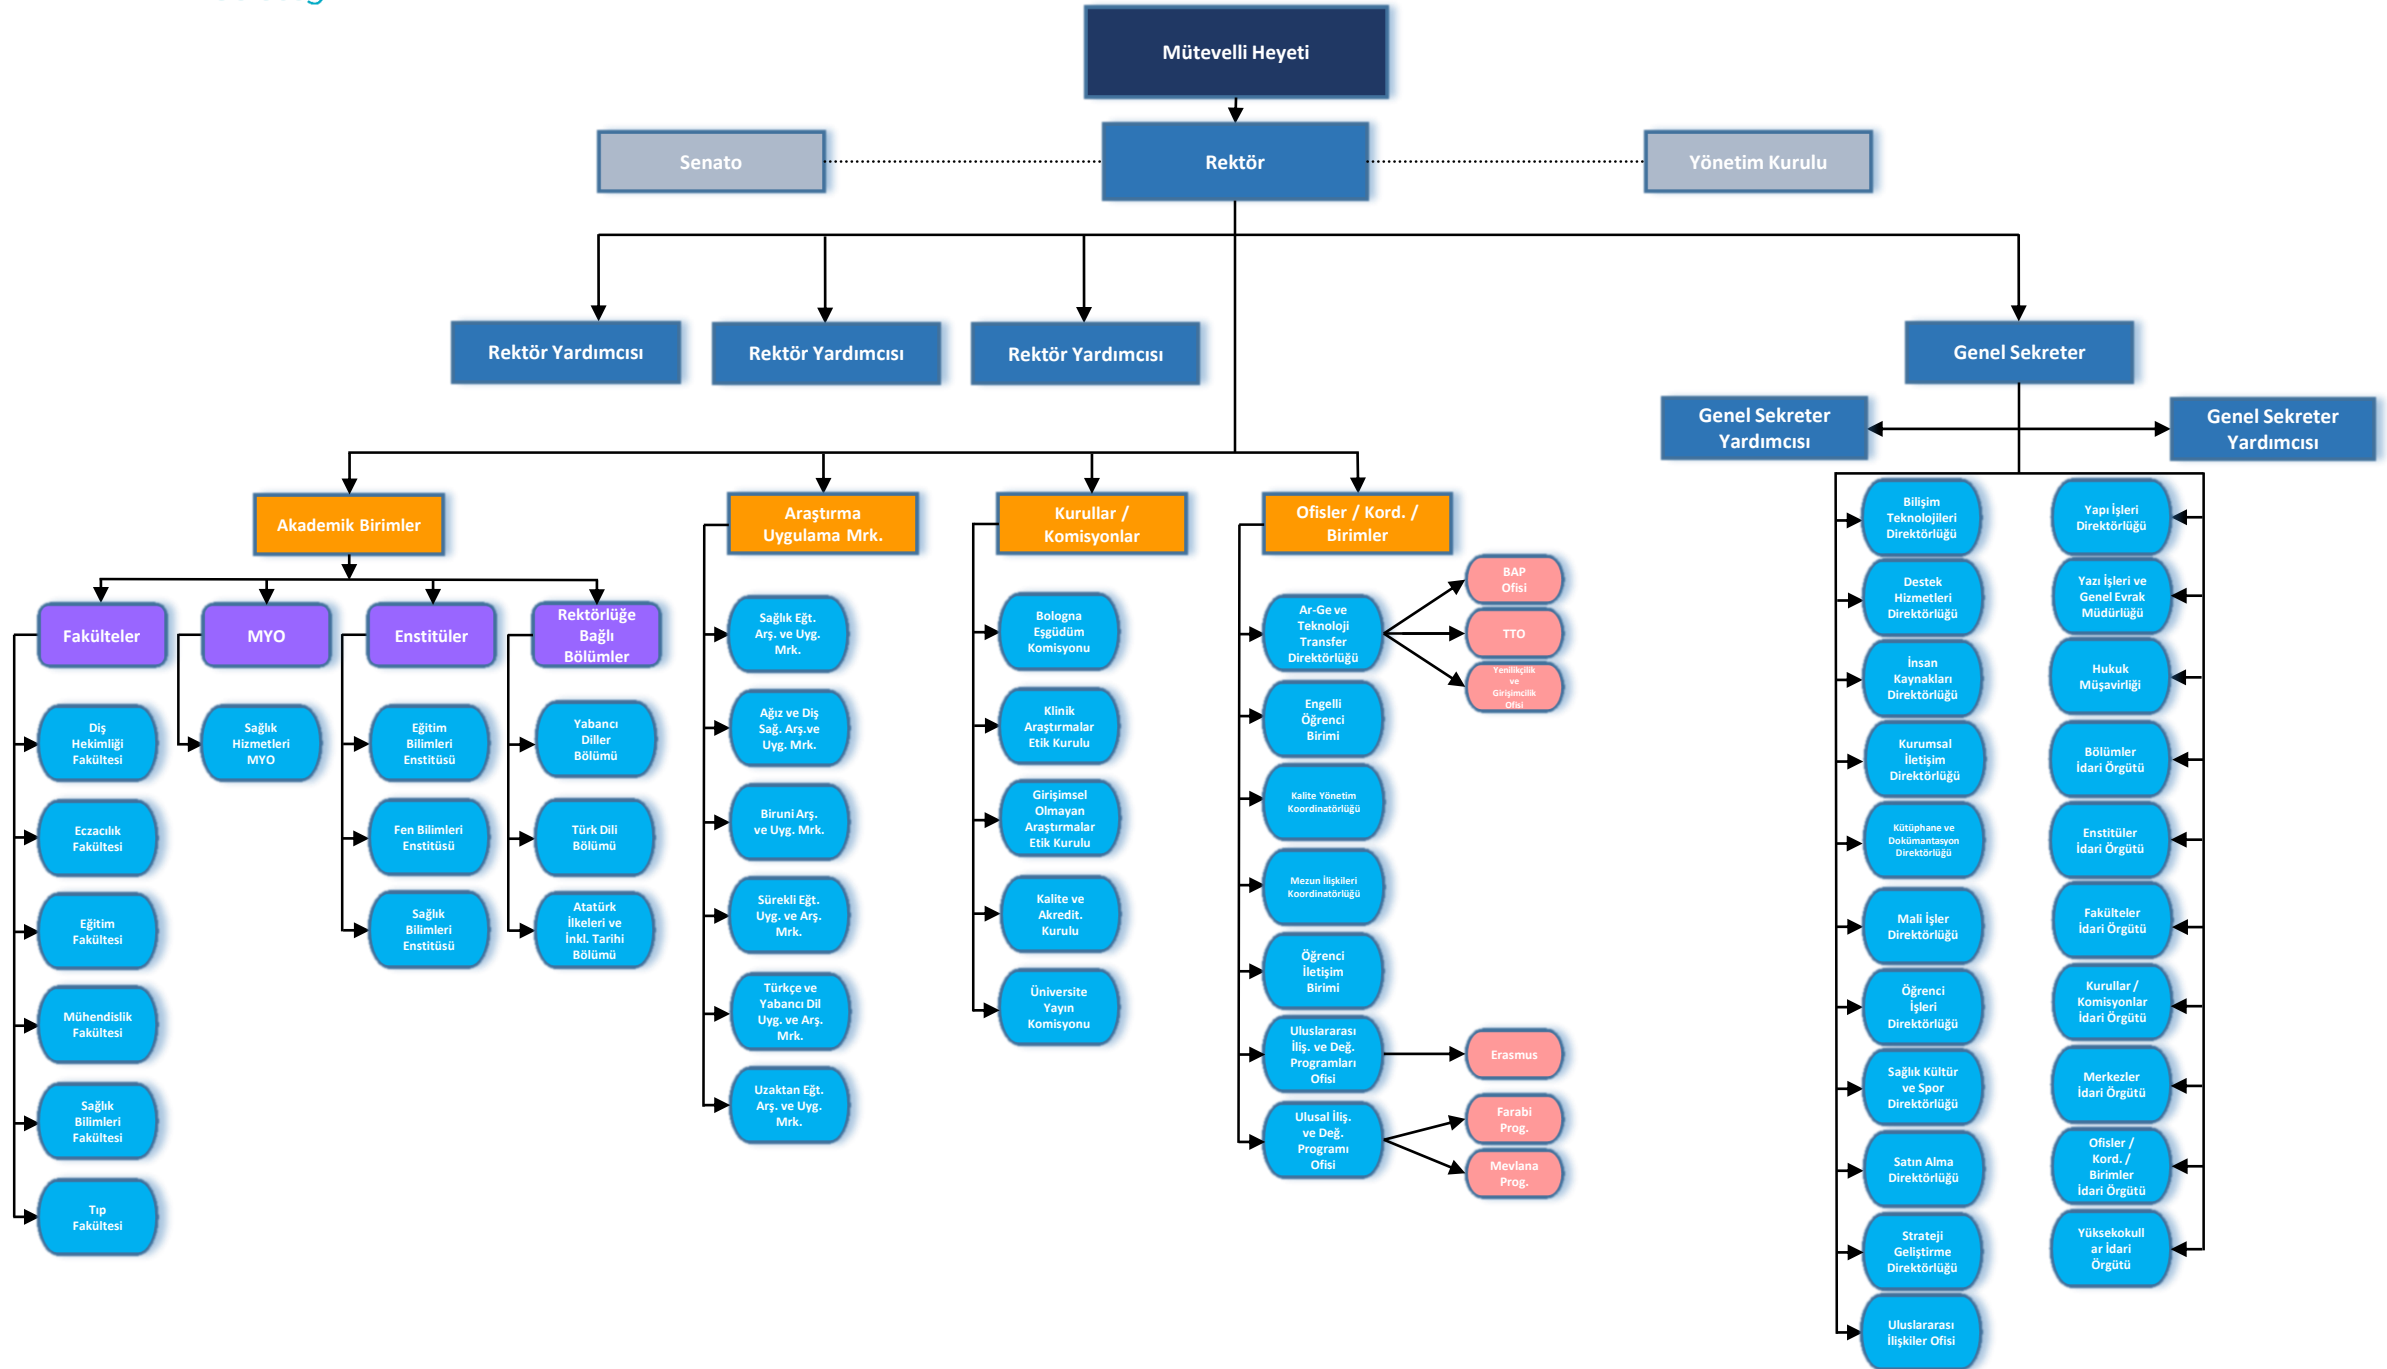 Mütevelli Heyeti
Senato
Rektör
Yönetim Kurulu
Rektör Yardımcısı
Rektör Yardımcısı
Rektör Yardımcısı
Genel Sekreter
Genel Sekreter
Yardımcısı
Genel Sekreter
Yardımcısı
Akademik Birimler
Araştırma
Uygulama Mrk.
Kurullar /
Komisyonlar
Ofisler / Kord. /
Birimler
Fakülteler
MYO
Enstitüler
Rektörlüğe
Bağlı
Bölümler
Diş
Hekimliği
Fakültesi
Eczacılık
Fakültesi
Eğitim
Fakültesi
Mühendislik
Fakültesi
Sağlık
Bilimleri
Fakültesi
Tıp
Fakültesi
Sağlık
Hizmetleri
MYO
Eğitim
Bilimleri
Enstitüsü
Fen Bilimleri
Enstitüsü
Sağlık
Bilimleri
Enstitüsü
Yabancı
Diller
Bölümü
Türk Dili
Bölümü
Atatürk
İlkeleri ve
İnkl. Tarihi
Bölümü
Sağlık Eğt.
Arş. ve Uyg.
Mrk.
Ağız ve Diş
Sağ. Arş.ve
Uyg. Mrk.
Biruni Arş.
ve Uyg. Mrk.
Sürekli Eğt.
Uyg. ve Arş.
Mrk.
Türkçe ve
Yabancı Dil
Uyg. ve Arş.
Mrk.
Uzaktan Eğt.
Arş. ve Uyg.
Mrk.
Bologna
Eşgüdüm
Komisyonu
Klinik
Araştırmalar
Etik Kurulu
Girişimsel
Olmayan
Araştırmalar
Etik Kurulu
Kalite ve
Akredit.
Kurulu
Üniversite
Yayın
Komisyonu
Ar-Ge ve
Teknoloji
Transfer
Direktörlüğü
BAP
Ofisi
TTO
Yenilikçilik
ve
Girişimcilik
Ofisi
Engelli
Öğrenci
Birimi
Kalite Yönetim
Koordinatörlüğü
Mezun İlişkileri
Koordinatörlüğü
Öğrenci
İletişim
Birimi
Uluslararası
İliş. ve Değ.
Programları
Ofisi
Erasmus
Ulusal İliş.
ve Değ.
Programı
Ofisi
Farabi
Prog.
Mevlana
Prog.
Bilişim
Teknolojileri
Direktörlüğü
Destek
Hizmetleri
Direktörlüğü
İnsan
Kaynakları
Direktörlüğü
Kurumsal
İletişim
Direktörlüğü
Kütüphane ve
Dokümantasyon
Direktörlüğü
Mali İşler
Direktörlüğü
Öğrenci
İşleri
Direktörlüğü
Sağlık Kültür
ve Spor
Direktörlüğü
Satın Alma
Direktörlüğü
Strateji
Geliştirme
Direktörlüğü
Uluslararası
İlişkiler Ofisi
Yapı İşleri
Direktörlüğü
Yazı İşleri ve
Genel Evrak
Müdürlüğü
Hukuk
Müşavirliği
Bölümler
İdari Örgütü
Enstitüler
İdari Örgütü
Fakülteler
İdari Örgütü
Kurullar /
Komisyonlar
İdari Örgütü
Merkezler
İdari Örgütü
Ofisler /
Kord. /
Birimler
İdari Örgütü
Yüksekokull
ar İdari
Örgütü